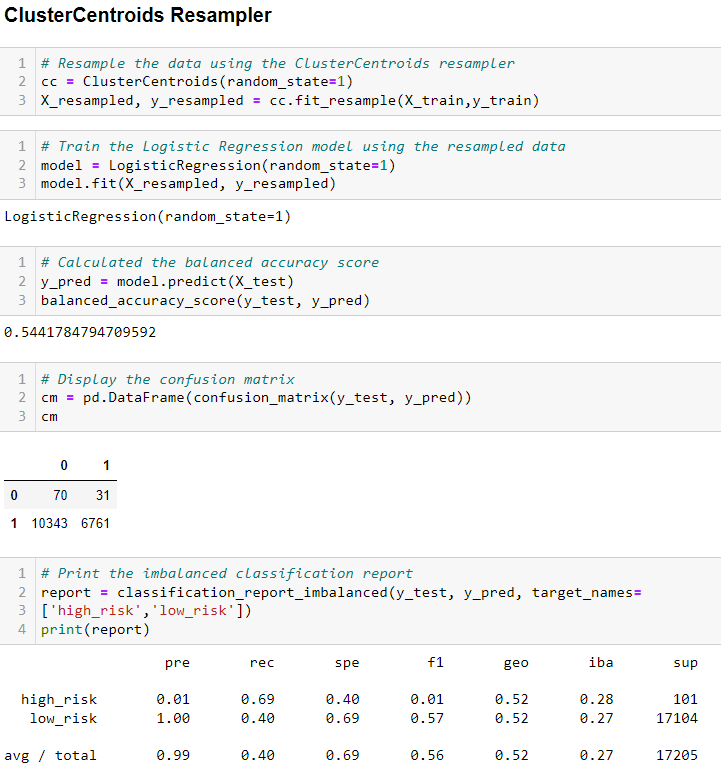 ClusterCentroids Resampler
1 # Resample the data using the ClusterCentroids resampler
2 cc = ClusterCentroids(random_state=1)
3 X_resampled, y_resampled = cc.fit_resample(X_train,y_train)
1 # Train the Logistic Regression model using the resampled data
2 model = LogisticRegression(random_state=1)
3 model.fit(X_resampled, y_resampled)
LogisticRegression(random_state=1)
1 # Calculated the balanced accuracy score
2 y_pred = model.predict(X_test)
3 balanced_accuracy_score(y_test, y_pred)
0.5441784794709592
1 # Display the confusion matrix
2 cm = pd.DataFrame(confusion_matrix(y_test, y_pred))
3 cm
0 1
0 70 31
1 10343 6761
1 # Print the imbalanced classification report
2 report = classification_report_imbalanced(y_test, y_pred, target_names=
3 ['high_risk','low_risk'])
4 print(report)
pre rec spe f1 geo iba sup
high_risk 0.01 0.69 0.40 0.01 0.52 0.28 101
low_risk 1.00 0.40 0.69 0.57 0.52 0.27 17104
avg / total 0.99 0.40 0.69 0.56 0.52 0.27 17205